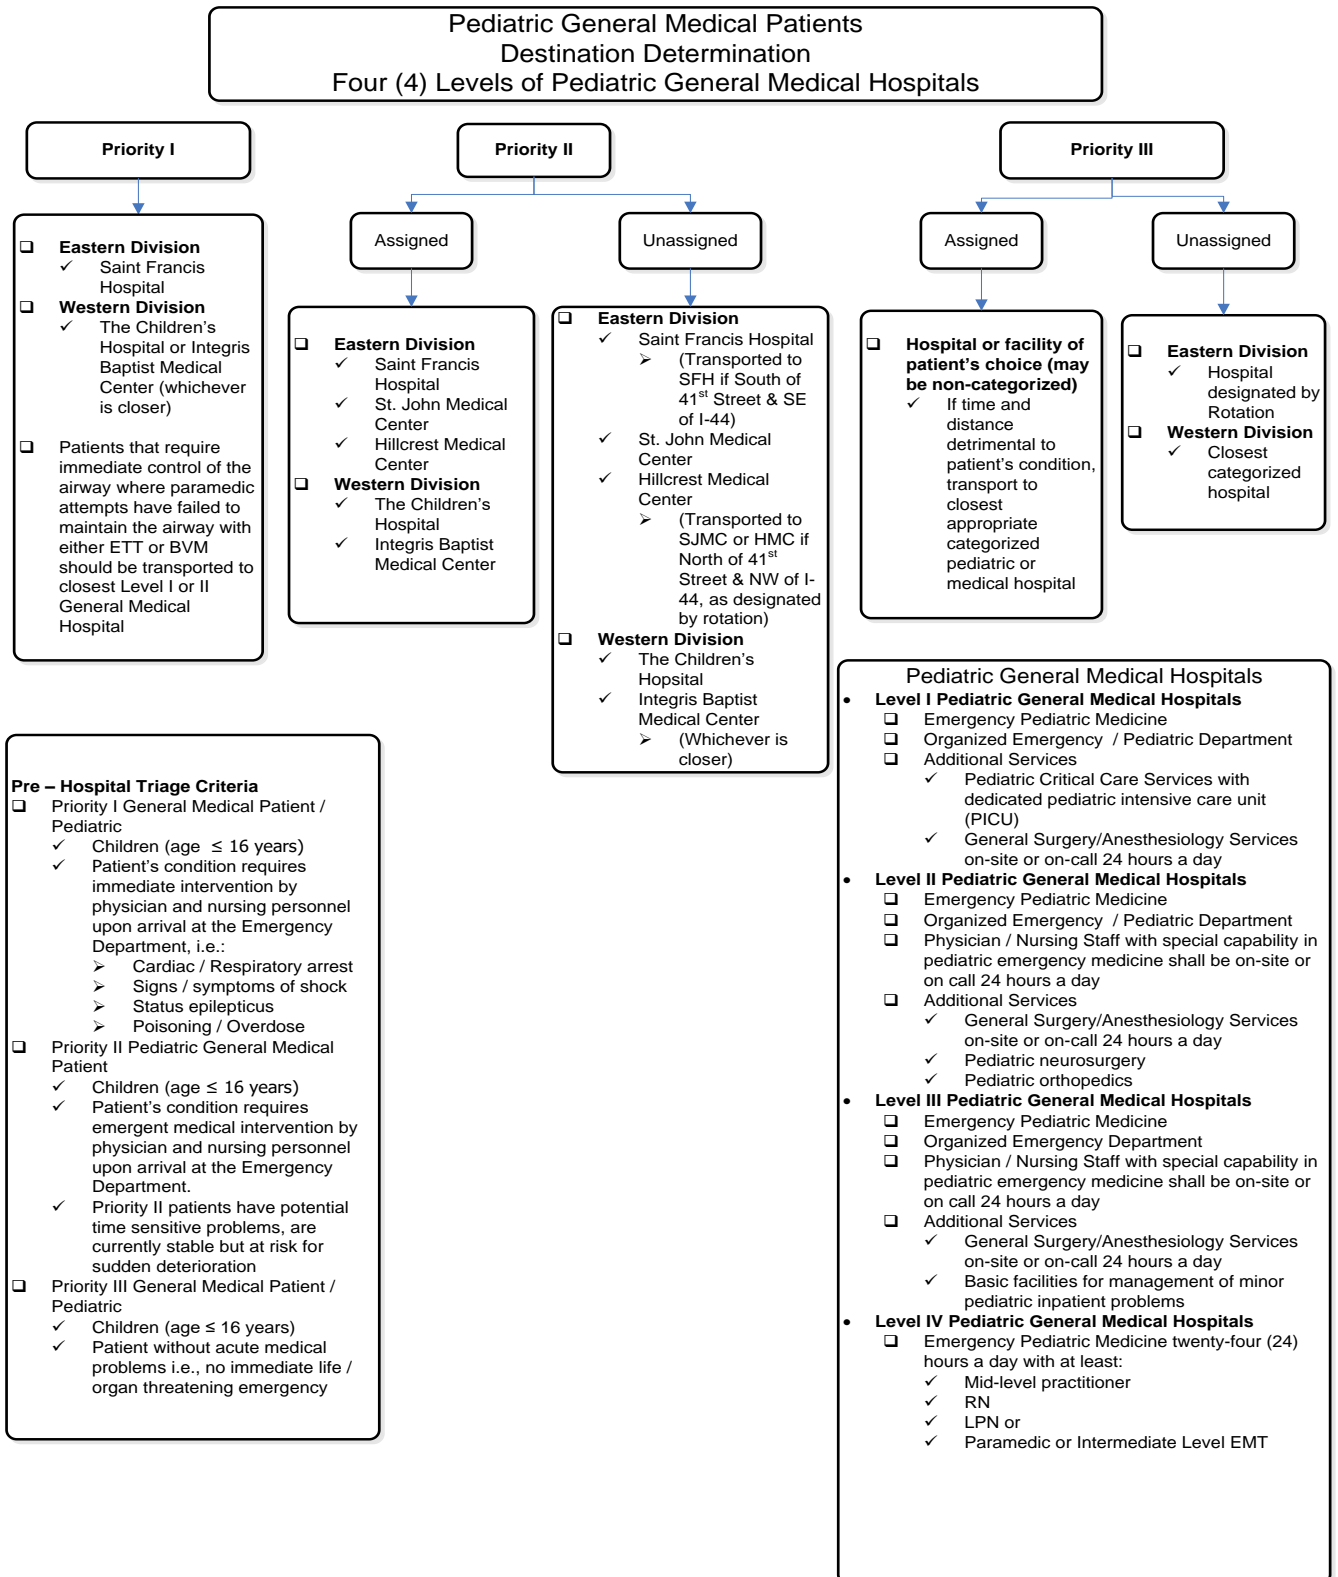 Pediatric General Medical Patients
Destination Determination
Four (4) Levels of Pediatric General Medical Hospitals
Priority I
❑ Eastern Division
✓ Saint Francis
Hospital
❑ Western Division
✓ The Children's
Hospital or Integris
Baptist Medical
Center (whichever
is closer)
❑ Patients that require
immediate control of the
airway where paramedic
attempts have failed to
maintain the airway with
either ETT or BVM
should be transported to
closest Level I or II
General Medical
Hospital
Priority II
Assigned
❑ Eastern Division
✓ Saint Francis
Hospital
✓ St. John Medical
Center
✓ Hillcrest Medical
Center
❑ Western Division
✓ The Children's
Hospital
✓ Integris Baptist
Medical Center
Unassigned
❑ Eastern Division
✓ Saint Francis Hospital
➢ (Transported to
SFH if South of
41st Street & SE
of I-44)
✓ St. John Medical
Center
✓ Hillcrest Medical
Center
➢ (Transported to
SJMC or HMC if
North of 41st
Street & NW of I-
44, as designated
by rotation)
❑ Western Division
✓ The Children's
Hopsital
✓ Integris Baptist
Medical Center
➢ (Whichever is
closer)
Priority III
Assigned
❑ Hospital or facility of
patient's choice (may
be non-categorized)
✓ If time and
distance
detrimental to
patient's condition,
transport to
closest
appropriate
categorized
pediatric or
medical hospital
Unassigned
❑ Eastern Division
✓ Hospital
designated by
Rotation
❑ Western Division
✓ Closest
categorized
hospital
Pre – Hospital Triage Criteria
❑ Priority I General Medical Patient /
Pediatric
✓ Children (age ≤ 16 years)
✓ Patient's condition requires
immediate intervention by
physician and nursing personnel
upon arrival at the Emergency
Department, i.e.:
➢ Cardiac / Respiratory arrest
➢ Signs / symptoms of shock
➢ Status epilepticus
➢ Poisoning / Overdose
❑ Priority II Pediatric General Medical
Patient
✓ Children (age ≤ 16 years)
✓ Patient's condition requires
emergent medical intervention by
physician and nursing personnel
upon arrival at the Emergency
Department.
✓ Priority II patients have potential
time sensitive problems, are
currently stable but at risk for
sudden deterioration
❑ Priority III General Medical Patient /
Pediatric
✓ Children (age ≤ 16 years)
✓ Patient without acute medical
problems i.e., no immediate life /
organ threatening emergency
Pediatric General Medical Hospitals
• Level I Pediatric General Medical Hospitals
❑ Emergency Pediatric Medicine
❑ Organized Emergency / Pediatric Department
❑ Additional Services
✓ Pediatric Critical Care Services with
dedicated pediatric intensive care unit
(PICU)
✓ General Surgery/Anesthesiology Services
on-site or on-call 24 hours a day
• Level II Pediatric General Medical Hospitals
❑ Emergency Pediatric Medicine
❑ Organized Emergency / Pediatric Department
❑ Physician / Nursing Staff with special capability in
pediatric emergency medicine shall be on-site or
on call 24 hours a day
❑ Additional Services
✓ General Surgery/Anesthesiology Services
on-site or on-call 24 hours a day
✓ Pediatric neurosurgery
✓ Pediatric orthopedics
• Level III Pediatric General Medical Hospitals
❑ Emergency Pediatric Medicine
❑ Organized Emergency Department
❑ Physician / Nursing Staff with special capability in
pediatric emergency medicine shall be on-site or
on call 24 hours a day
❑ Additional Services
✓ General Surgery/Anesthesiology Services
on-site or on-call 24 hours a day
✓ Basic facilities for management of minor
pediatric inpatient problems
• Level IV Pediatric General Medical Hospitals
❑ Emergency Pediatric Medicine twenty-four (24)
hours a day with at least:
✓ Mid-level practitioner
✓ RN
✓ LPN or
✓ Paramedic or Intermediate Level EMT